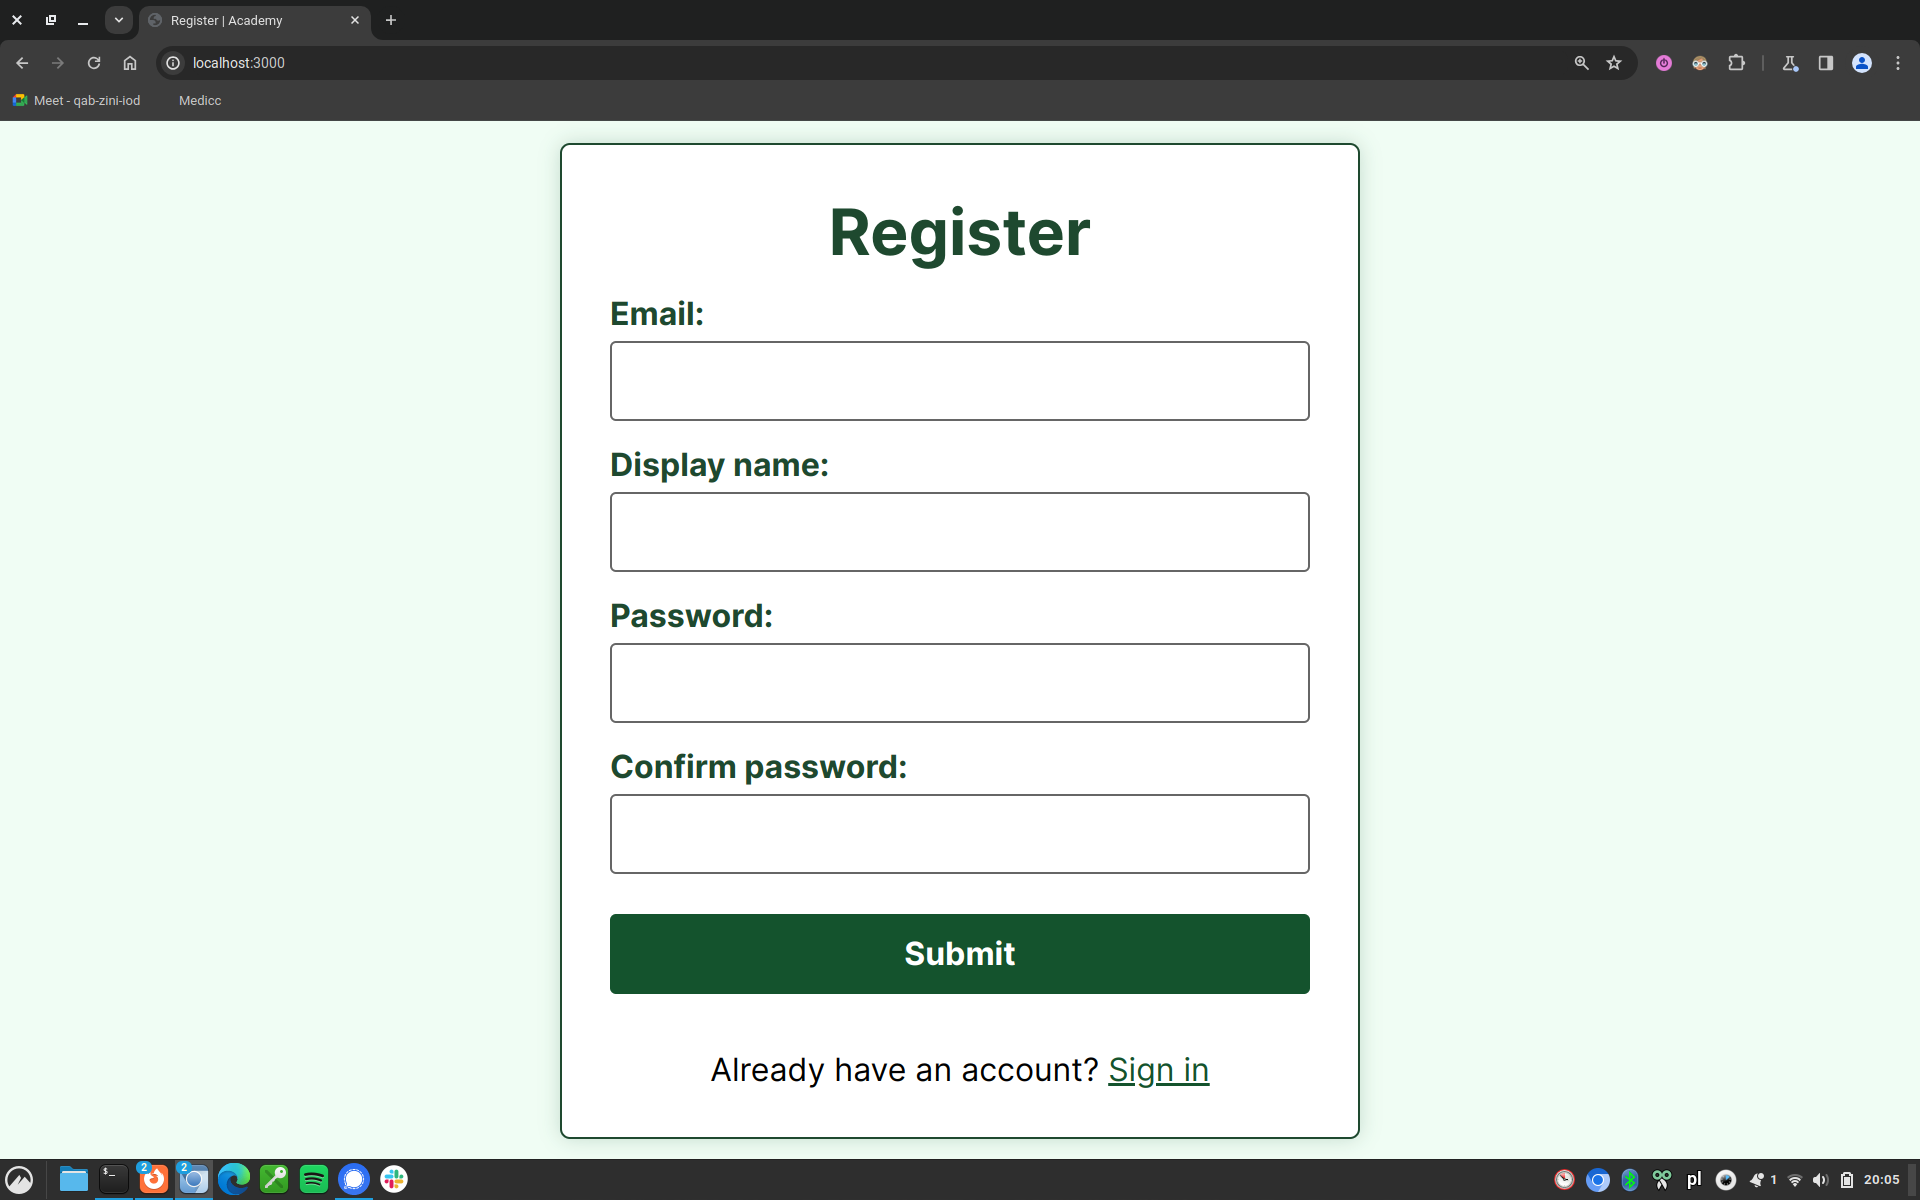 Register | Academy
localhost:3000
Meet - qab-zini-iod Medicc
Register
Email:
Display name:
Password:
Confirm password:
Submit
Already have an account? Sign in
$_ 2 2 pl 1 20:05